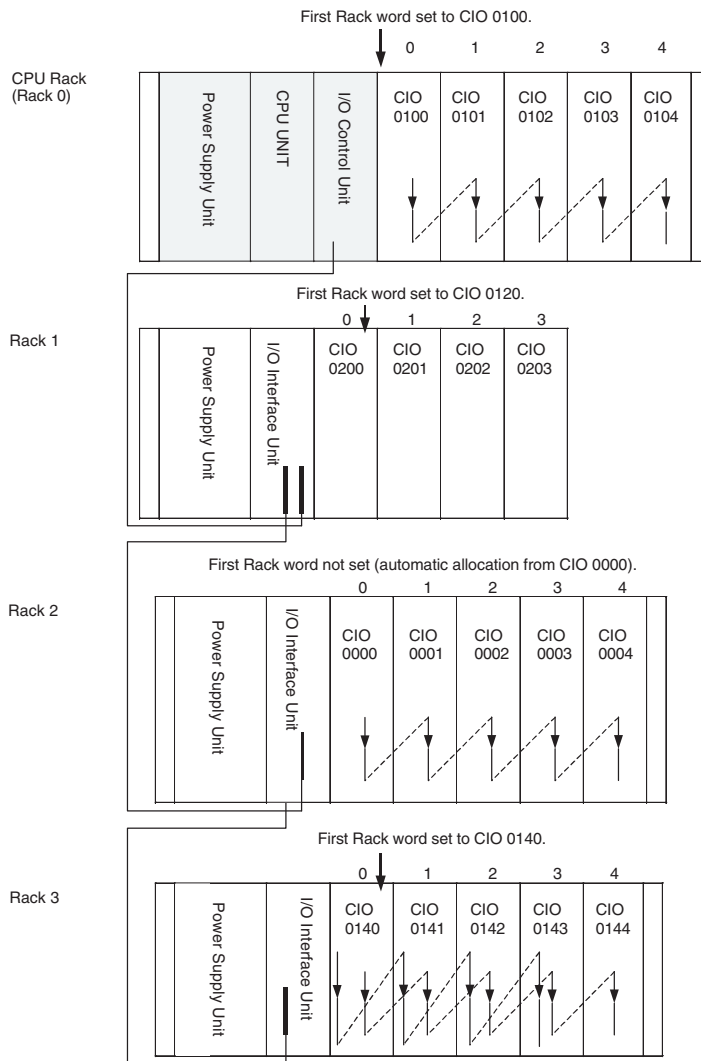 First Rack word set to CIO 0100.
0 1 2 3 4
CPU Rack
(Rack 0)
Power Supply Unit
CPU UNIT
I/O Control Unit
CIO 0100
CIO 0101
CIO 0102
CIO 0103
CIO 0104
First Rack word set to CIO 0120.
0 1 2 3
Rack 1
Power Supply Unit
I/O Interface Unit
CIO 0200
CIO 0201
CIO 0202
CIO 0203
First Rack word not set (automatic allocation from CIO 0000).
0 1 2 3 4
Rack 2
Power Supply Unit
I/O Interface Unit
CIO 0000
CIO 0001
CIO 0002
CIO 0003
CIO 0004
First Rack word set to CIO 0140.
0 1 2 3 4
Rack 3
Power Supply Unit
I/O Interface Unit
CIO 0140
CIO 0141
CIO 0142
CIO 0143
CIO 0144